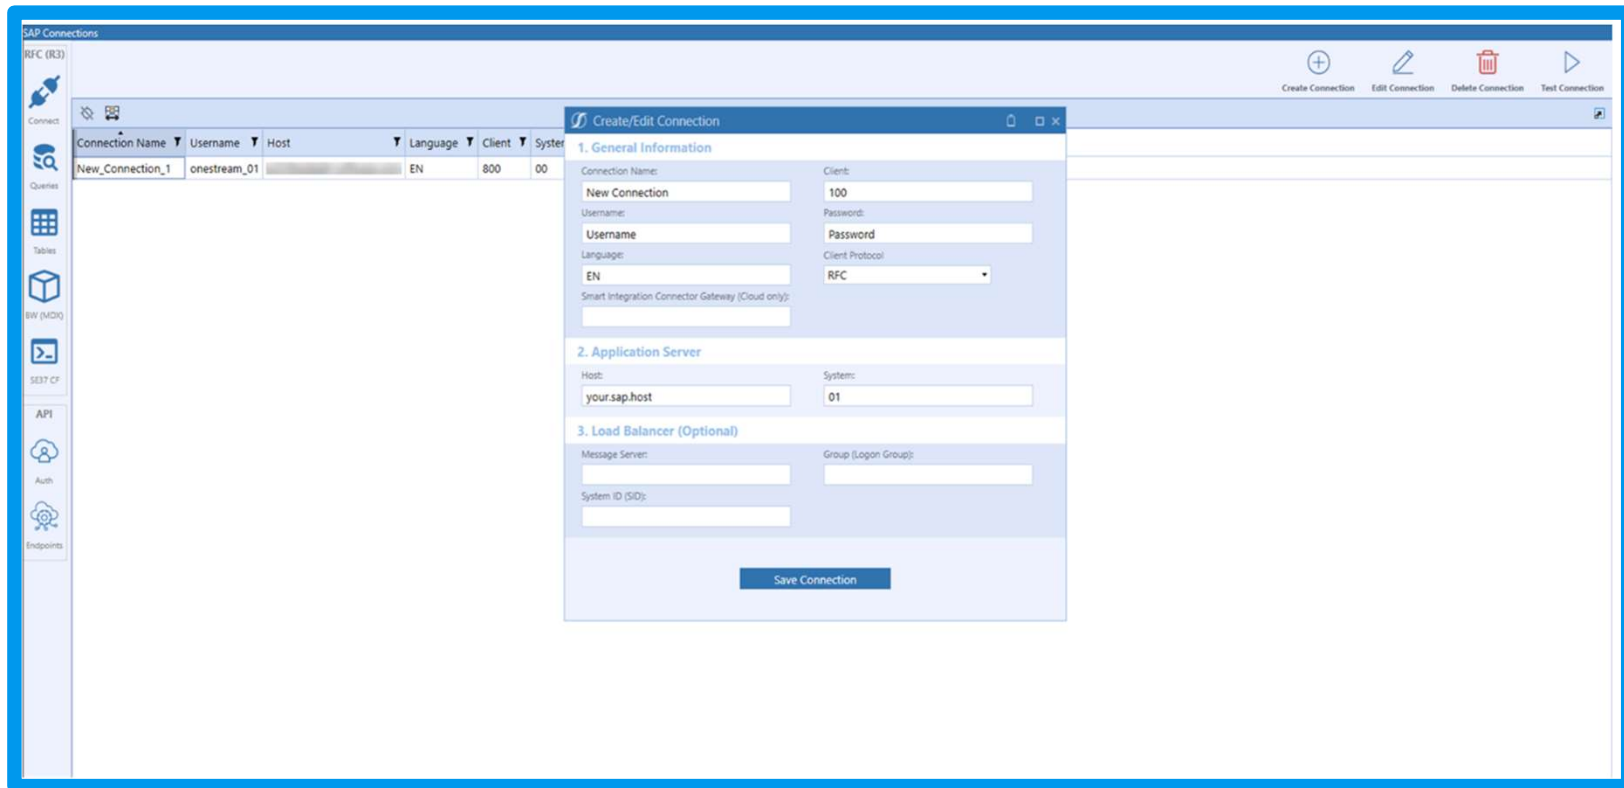 SAP Connections
RFC (R3)
Create Connection Edit Connection Delete Connection Test Connection
Connect
Queries
Tables
BW (MDX)
SE37 CF
API
Auth
Endpoints
Connection Name Username Host Language Client System
New_Connection_1 onestream_01 EN 800 00
Create/Edit Connection
1. General Information
Connection Name: Client:
New Connection 100
Username: Password:
Username Password
Language: Client Protocol
EN RFC
Smart Integration Connector Gateway (Cloud only):
2. Application Server
Host: System:
your.sap.host 01
3. Load Balancer (Optional)
Message Server: Group (Logon Group):
System ID (SID):
Save Connection